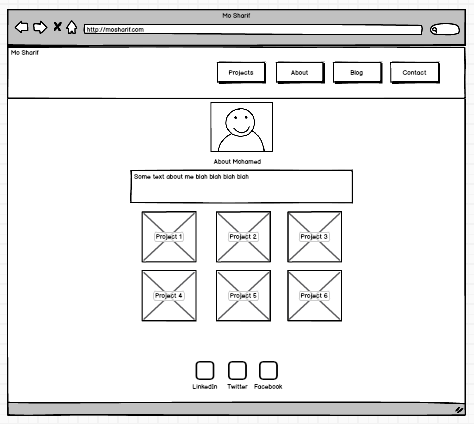 Mo Sharif
http://mosharif.com
Mo Sharif
Projects About Blog Contact
About Mohamed
Some text about me blah blah blah blah
Project 1 Project 2 Project 3
Project 4 Project 5 Project 6
LinkedIn Twitter Facebook